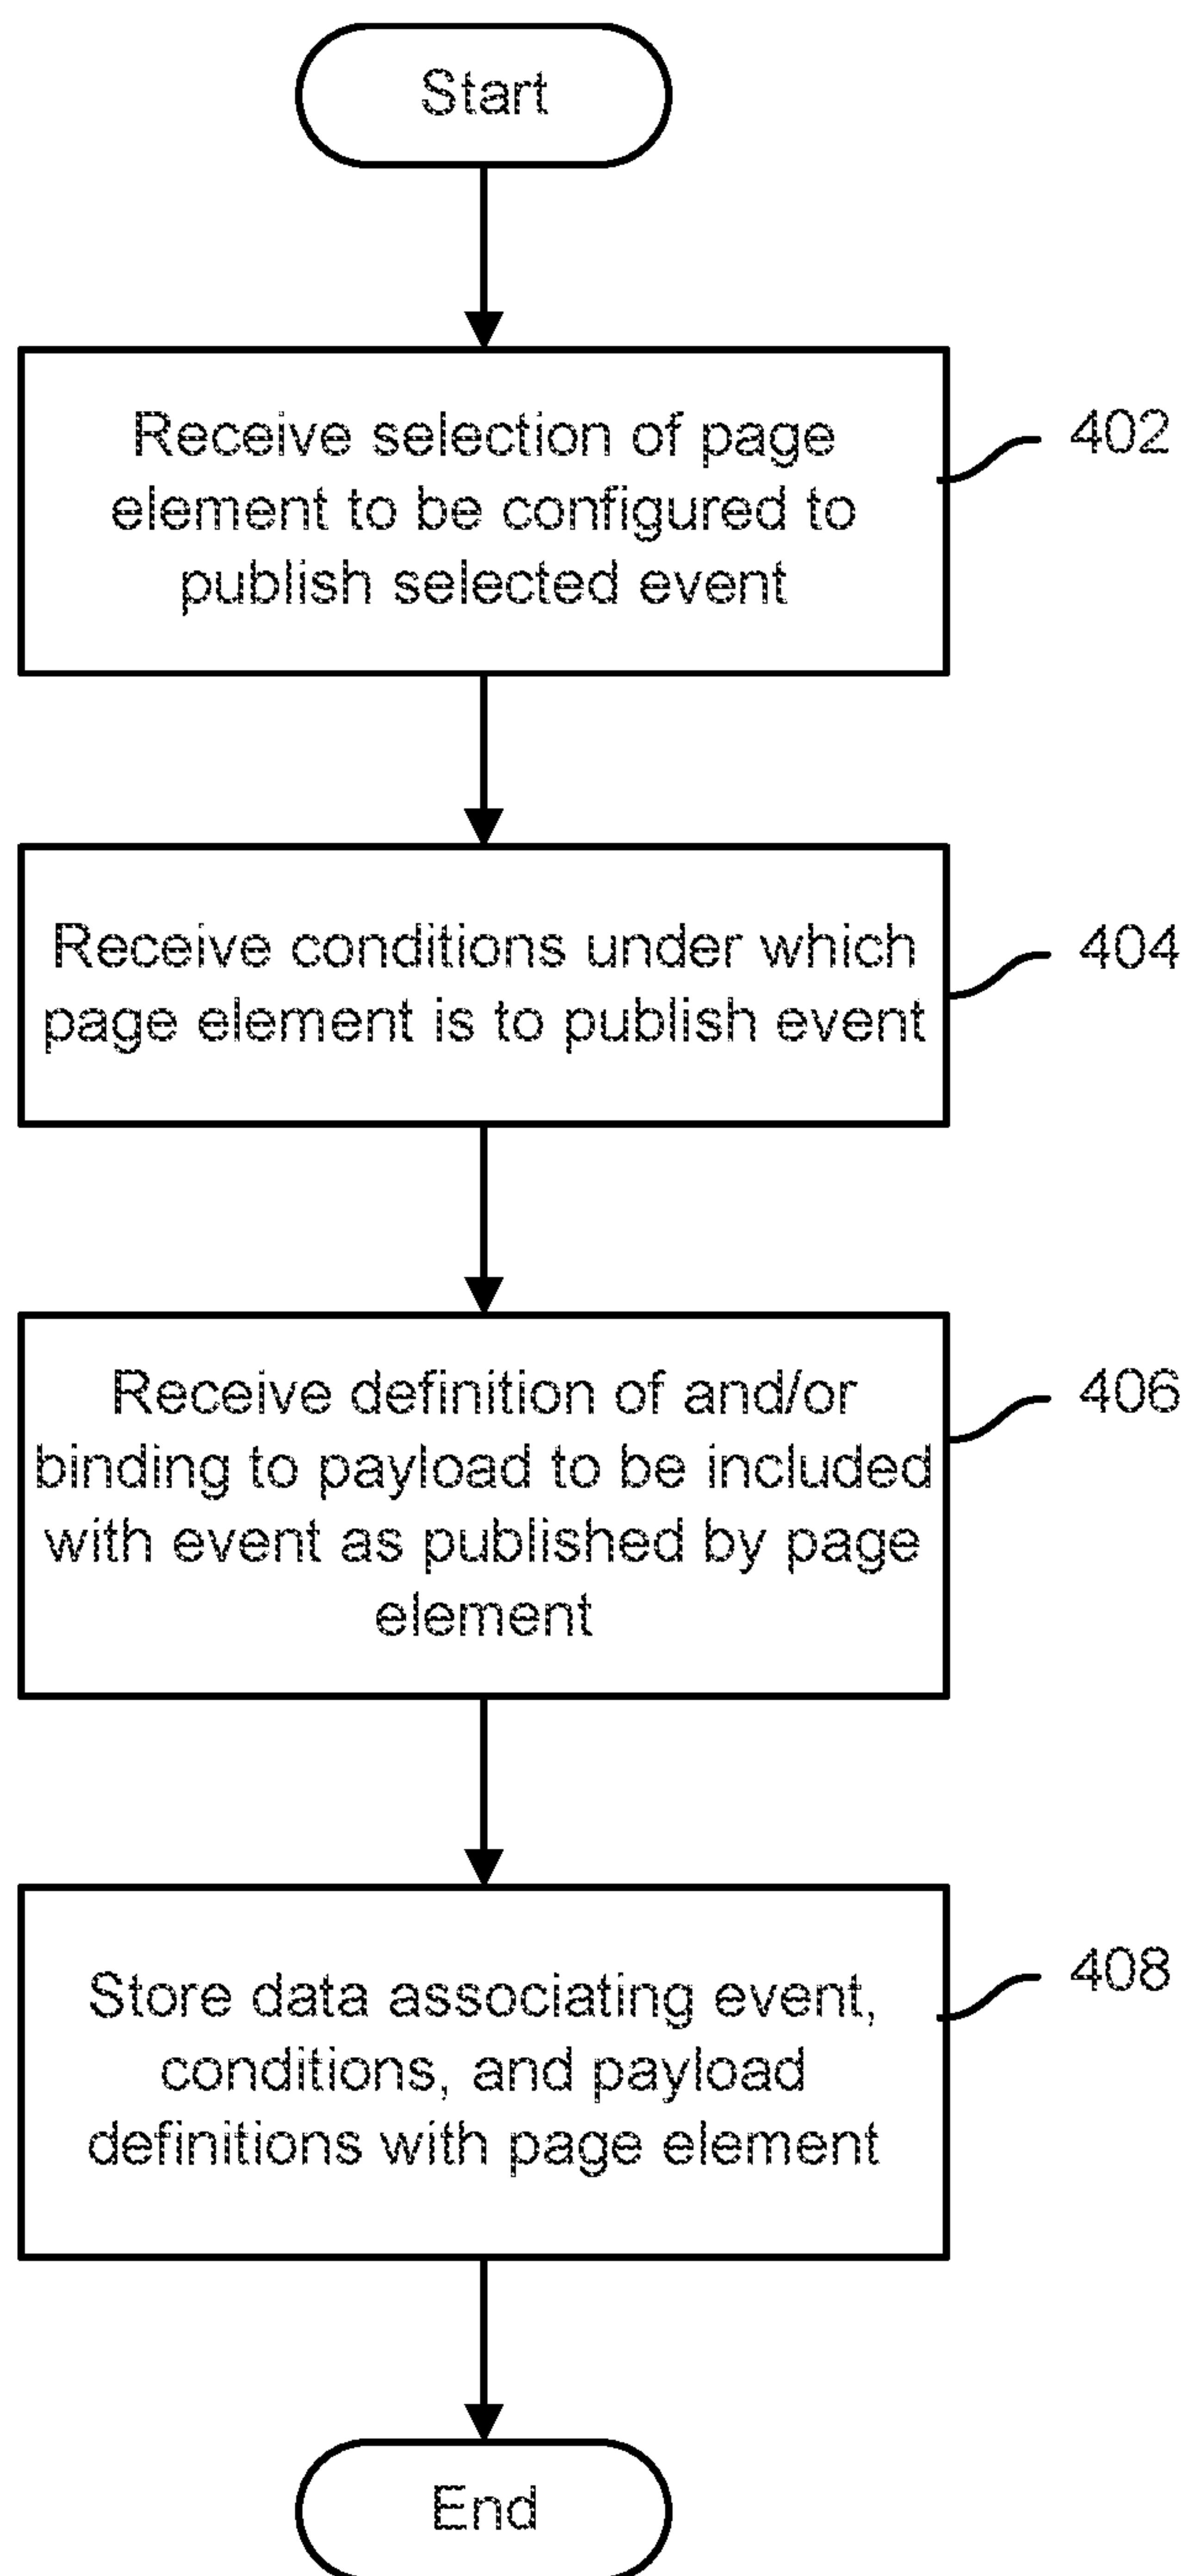 Start
Receive selection of page
element to be configured to
publish selected event
402
Receive conditions under which
page element is to publish event
404
Receive definition of and/or
binding to payload to be included
with event as published by page
element
406
Store data associating event,
conditions, and payload
definitions with page element
408
End